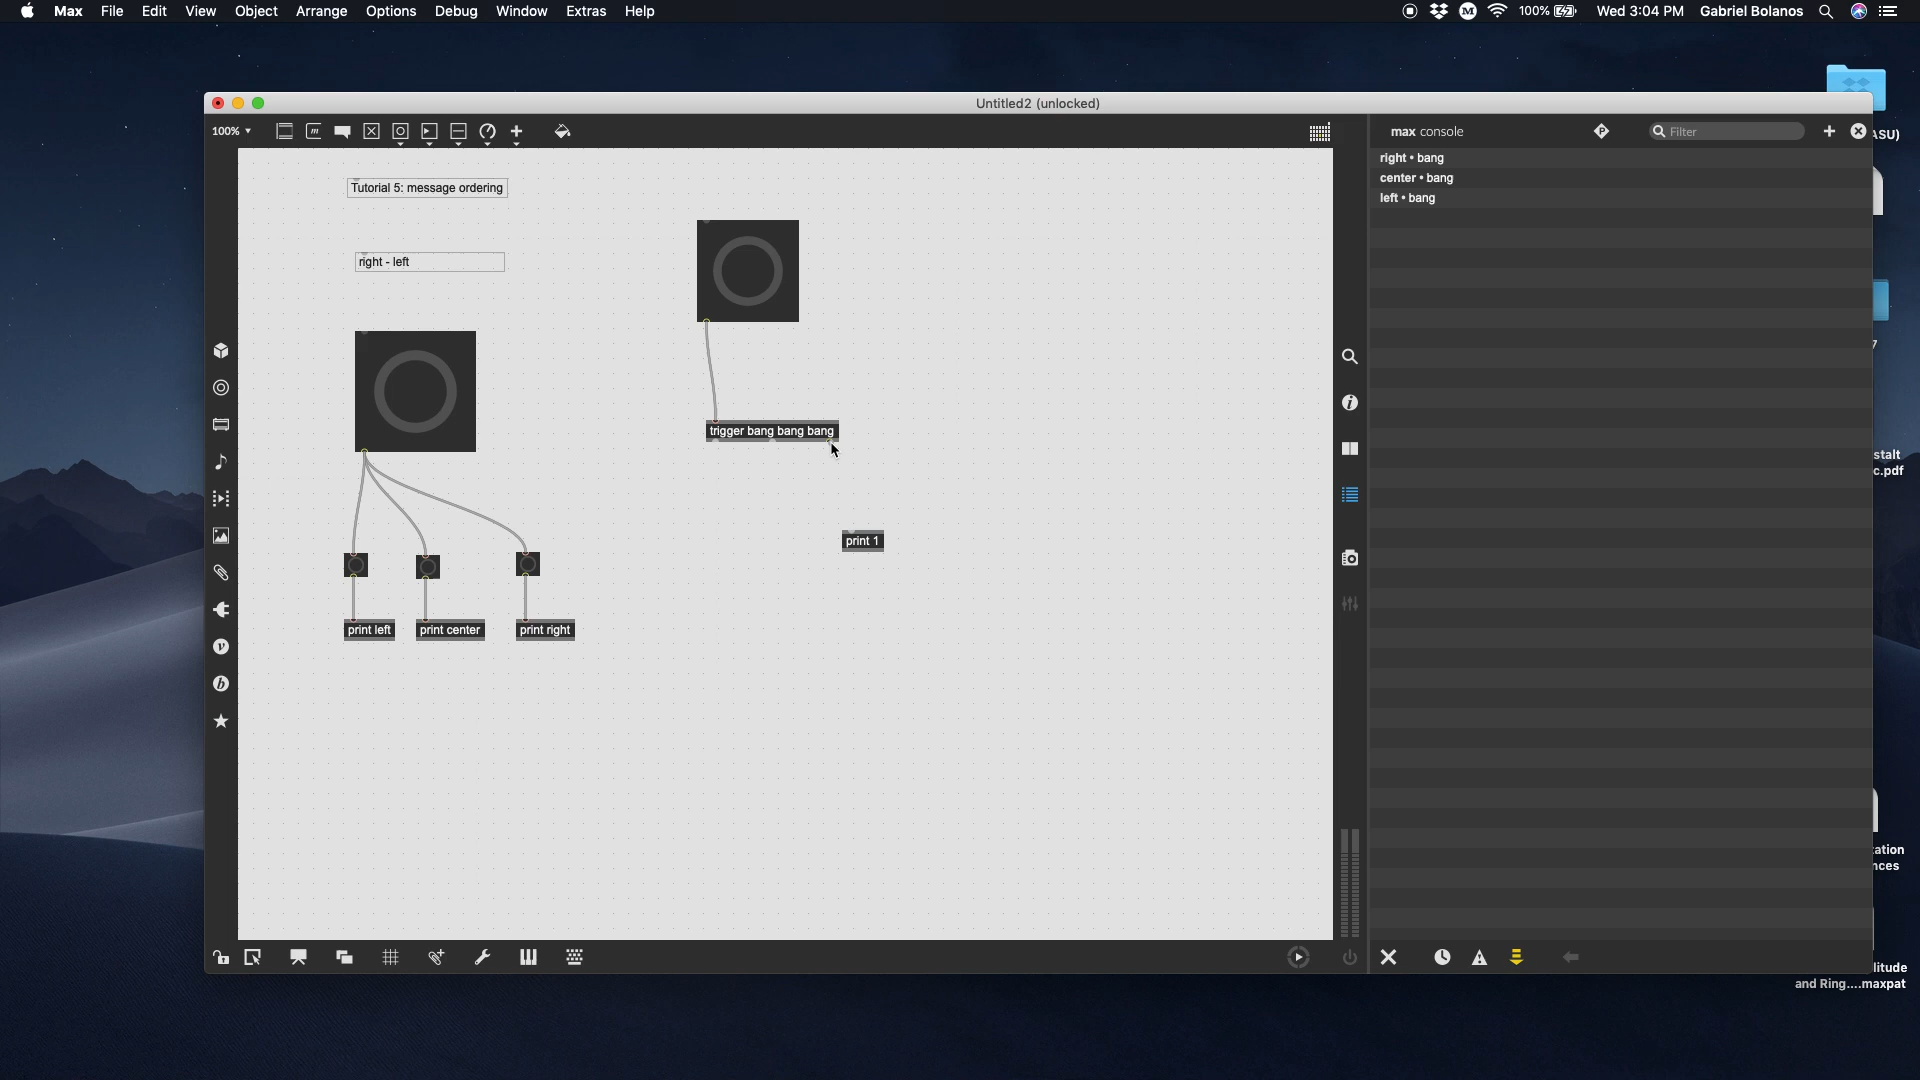 Max File Edit View Object Arrange Options Debug Window Extras Help
100% Wed 3:04 PM Gabriel Bolanos
Untitled2 (unlocked)
100%
max console
Filter
ASU)
right • bang
center • bang
left • bang
Tutorial 5: message ordering
right - left
trigger bang bang bang
print 1
print left
print center
print right
7
stalt
c.pdf
ation
nces
litude
and Ring....maxpat